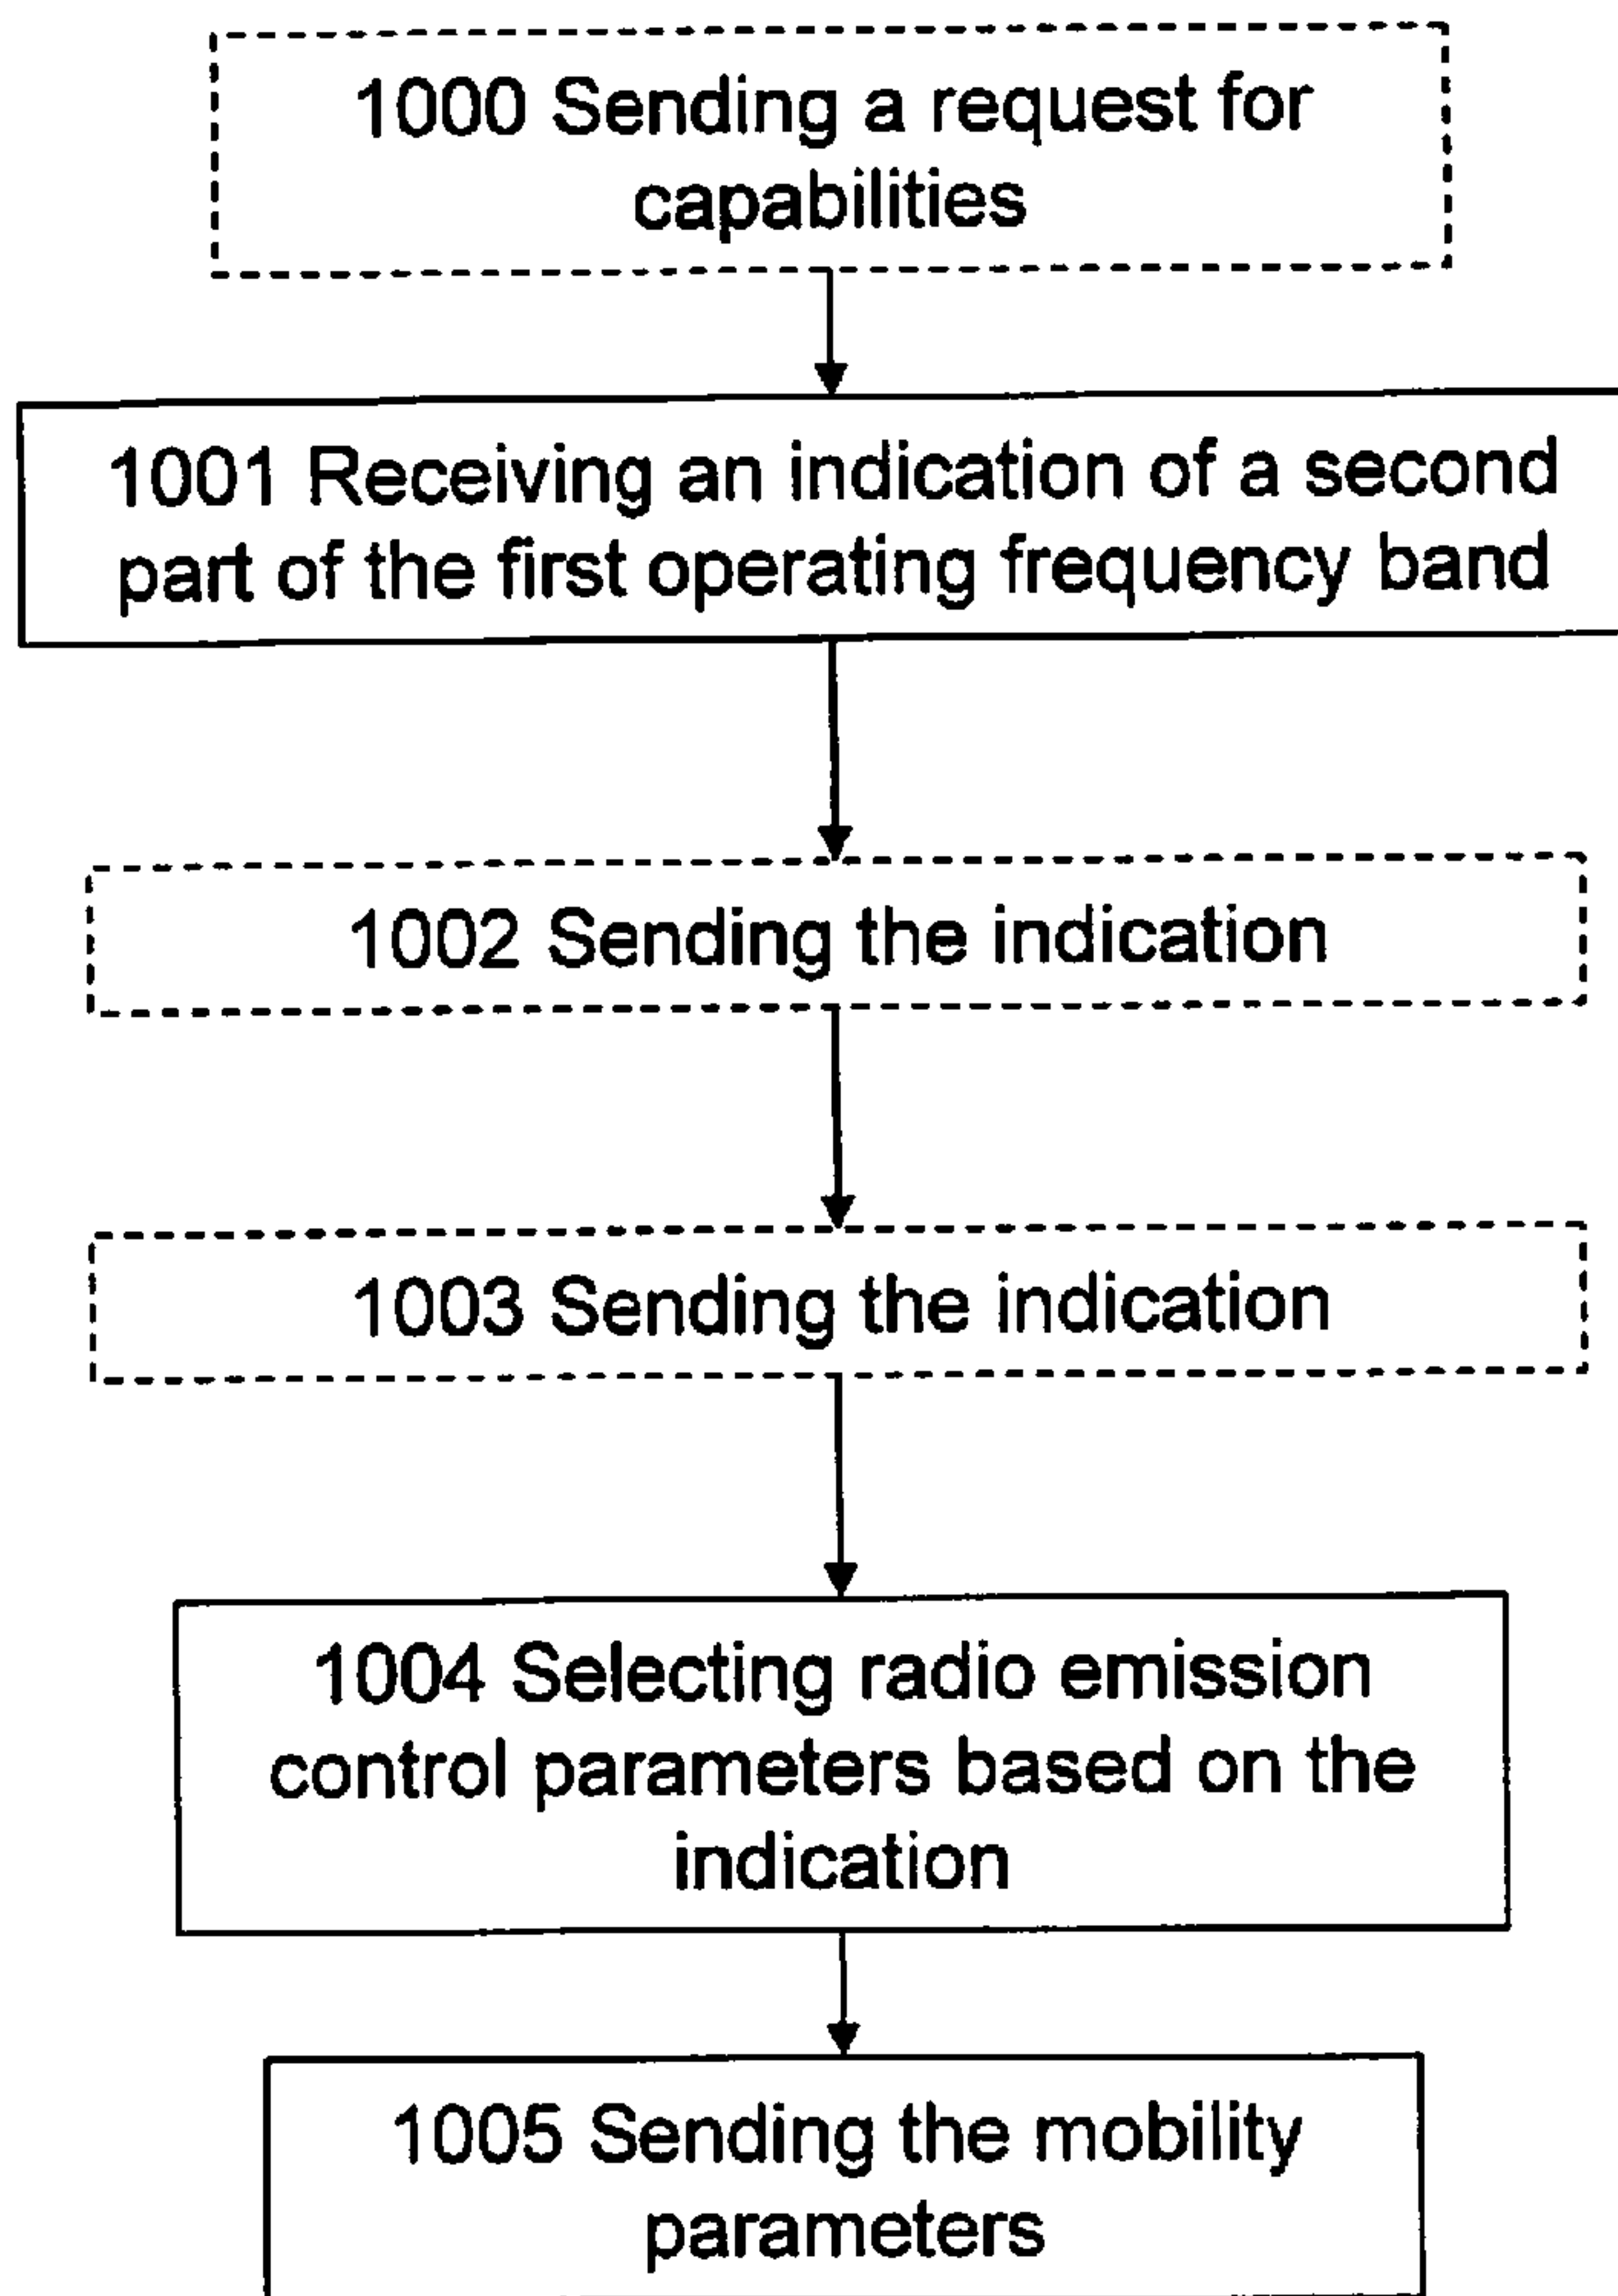 1000 Sending a request for
capabilities
1001 Receiving an indication of a second
part of the first operating frequency band
1002 Sending the indication
1003 Sending the indication
1004 Selecting radio emission
control parameters based on the
indication
1005 Sending the mobility
parameters